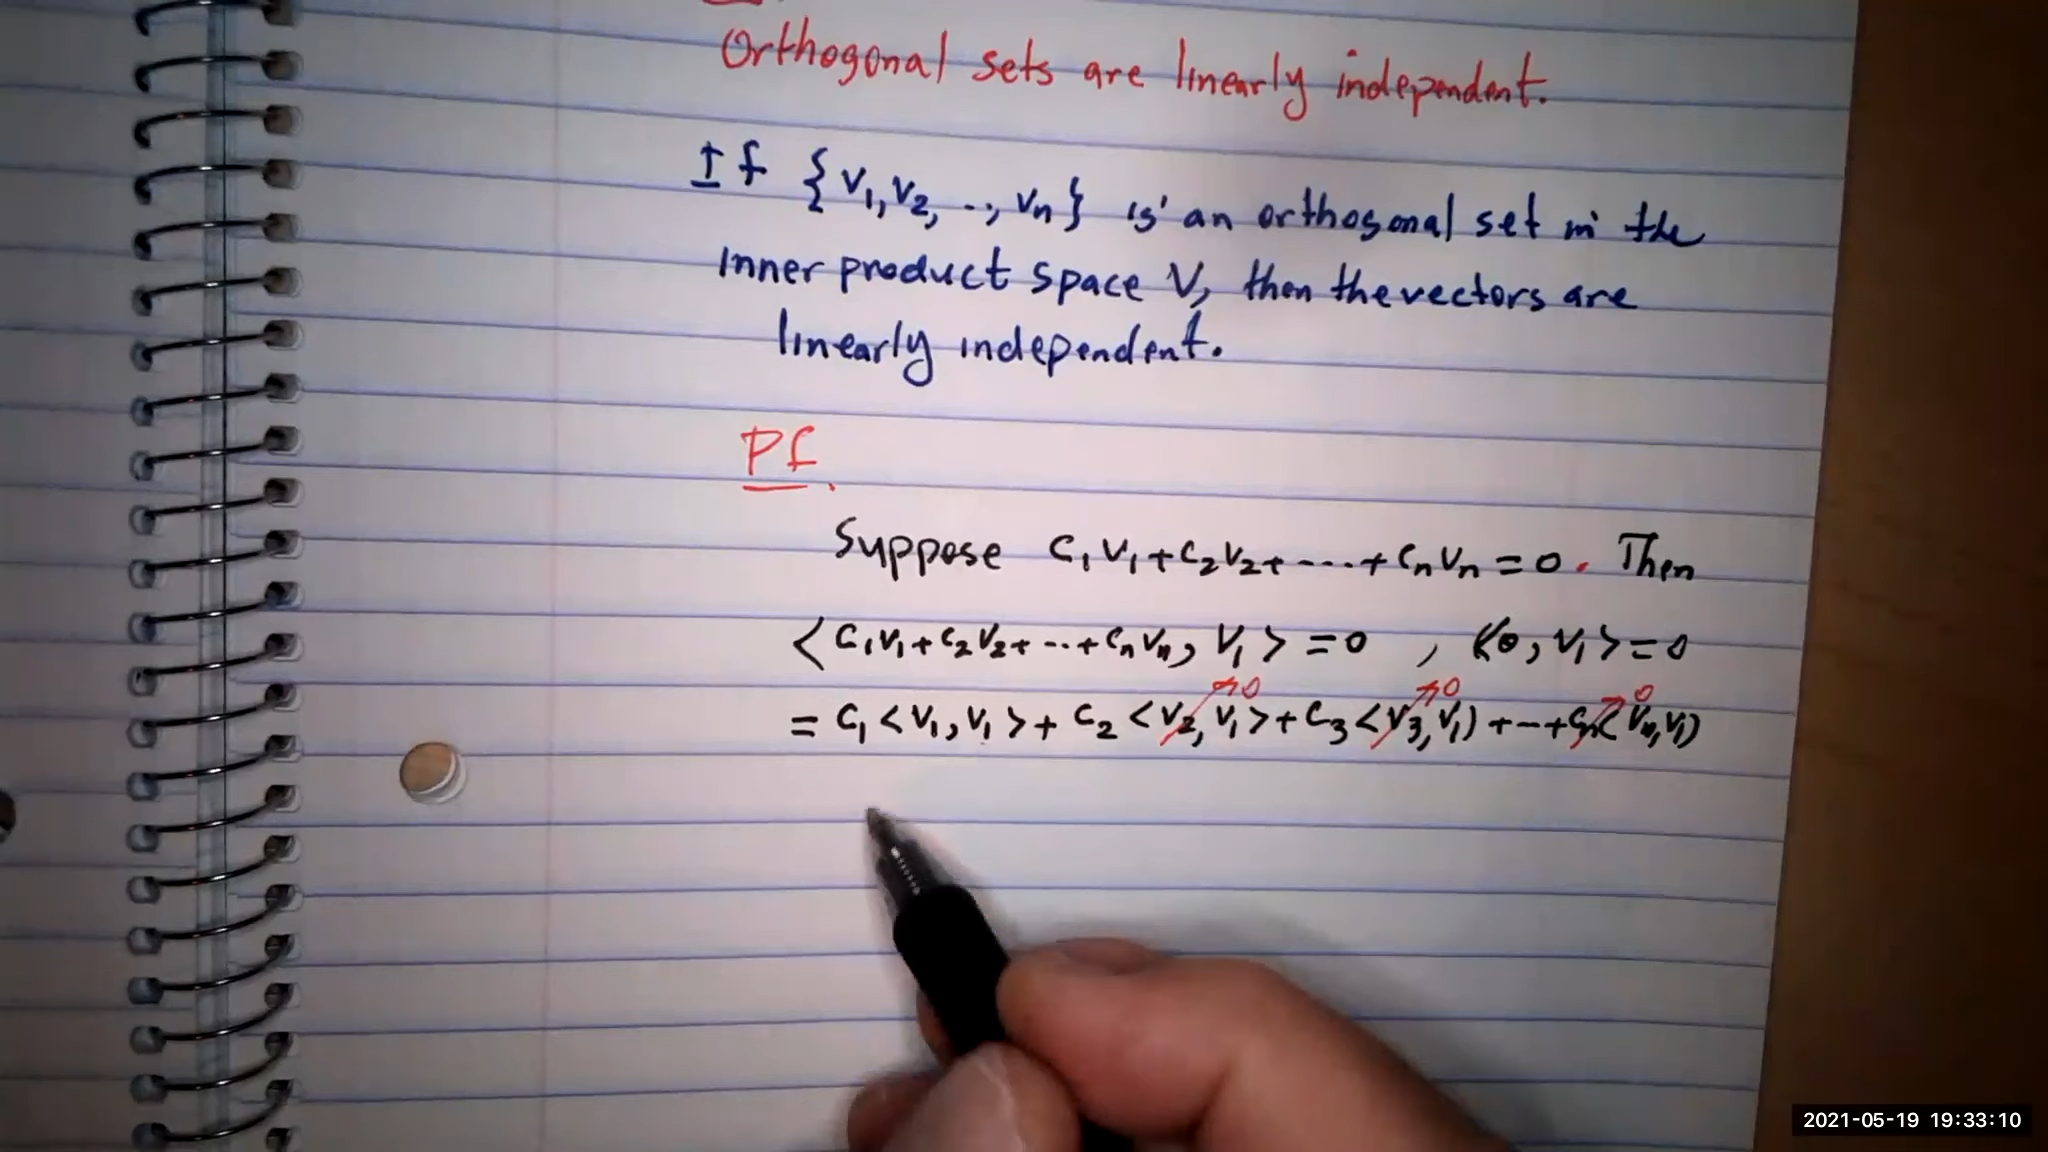 Orthogonal sets are linearly independent.
If {v₁, v₂, .., vₙ} is an orthogonal set in the
inner product space V, then the vectors are
linearly independent.
Pf.
Suppose c₁v₁+c₂v₂+----+cₙvₙ=0. Then
<c₁v₁+c₂v₂+--+cₙvₙ, v₁>=0 , <0, v₁>=0
0 0 0
= c₁<v₁,v₁>+ c₂<v₂,v₁>+c₃<v₃,v₁)+--+cₙ<vₙ,v₁)
2021-05-19 19:33:10